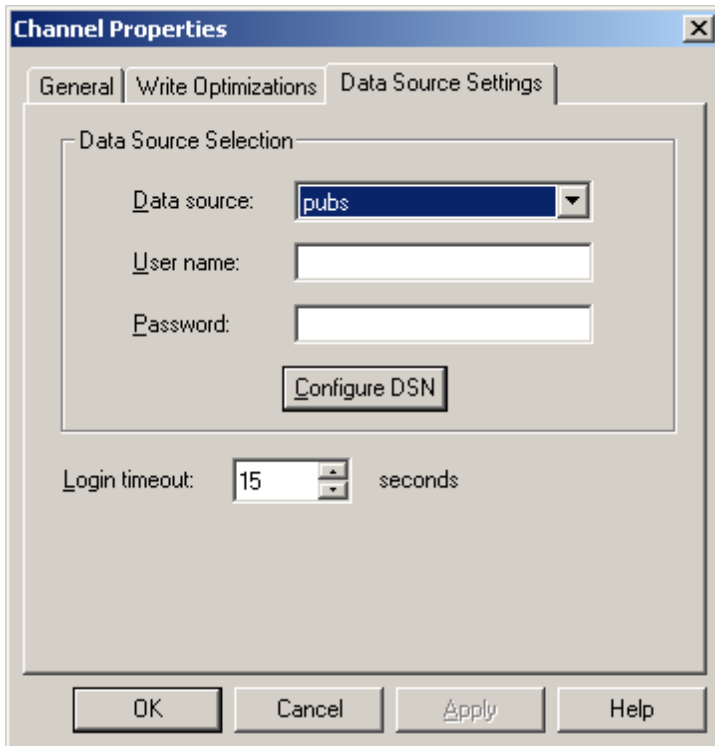 Channel Properties
General Write Optimizations Data Source Settings
Data Source Selection
Data source: pubs
User name:
Password:
Configure DSN
Login timeout: 15 seconds
OK Cancel Apply Help